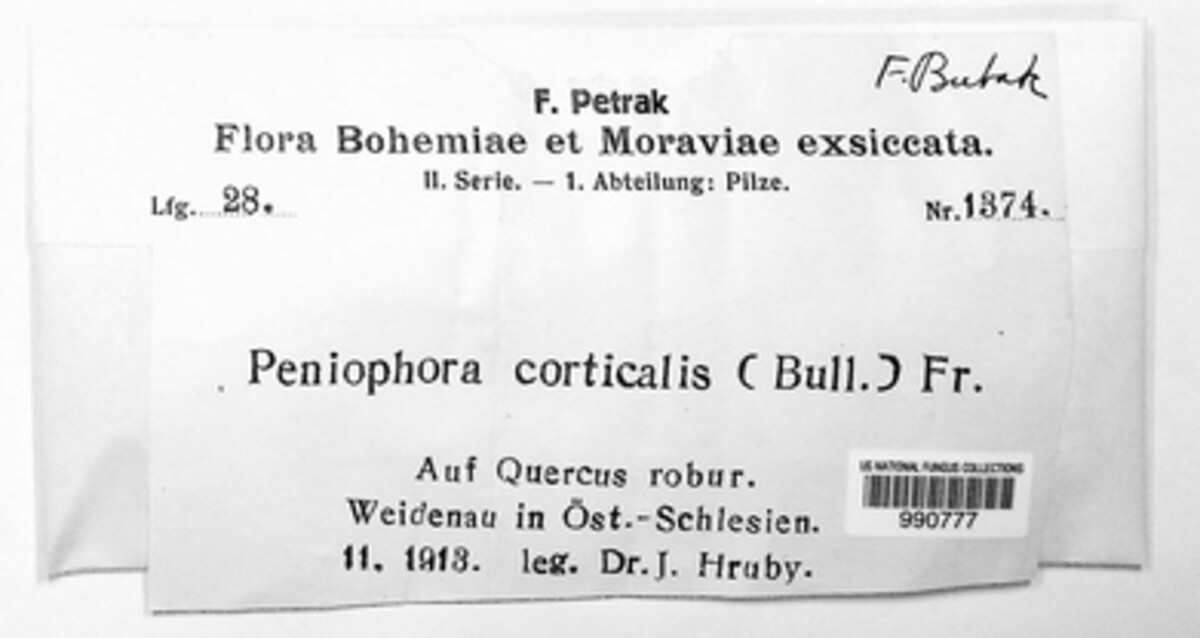 F. Bubak
F. Petrak
Flora Bohemiae et Moraviae exsiccata.
II. Serie. — 1. Abteilung: Pilze.
Lfg. 28.
Nr. 1374.
Peniophora corticalis (Bull.) Fr.
Auf Quercus robur.
Weidenau in Öst.-Schlesien.
11. 1913. leg. Dr. J. Hruby.
US NATIONAL FUNGUS COLLECTIONS
990777